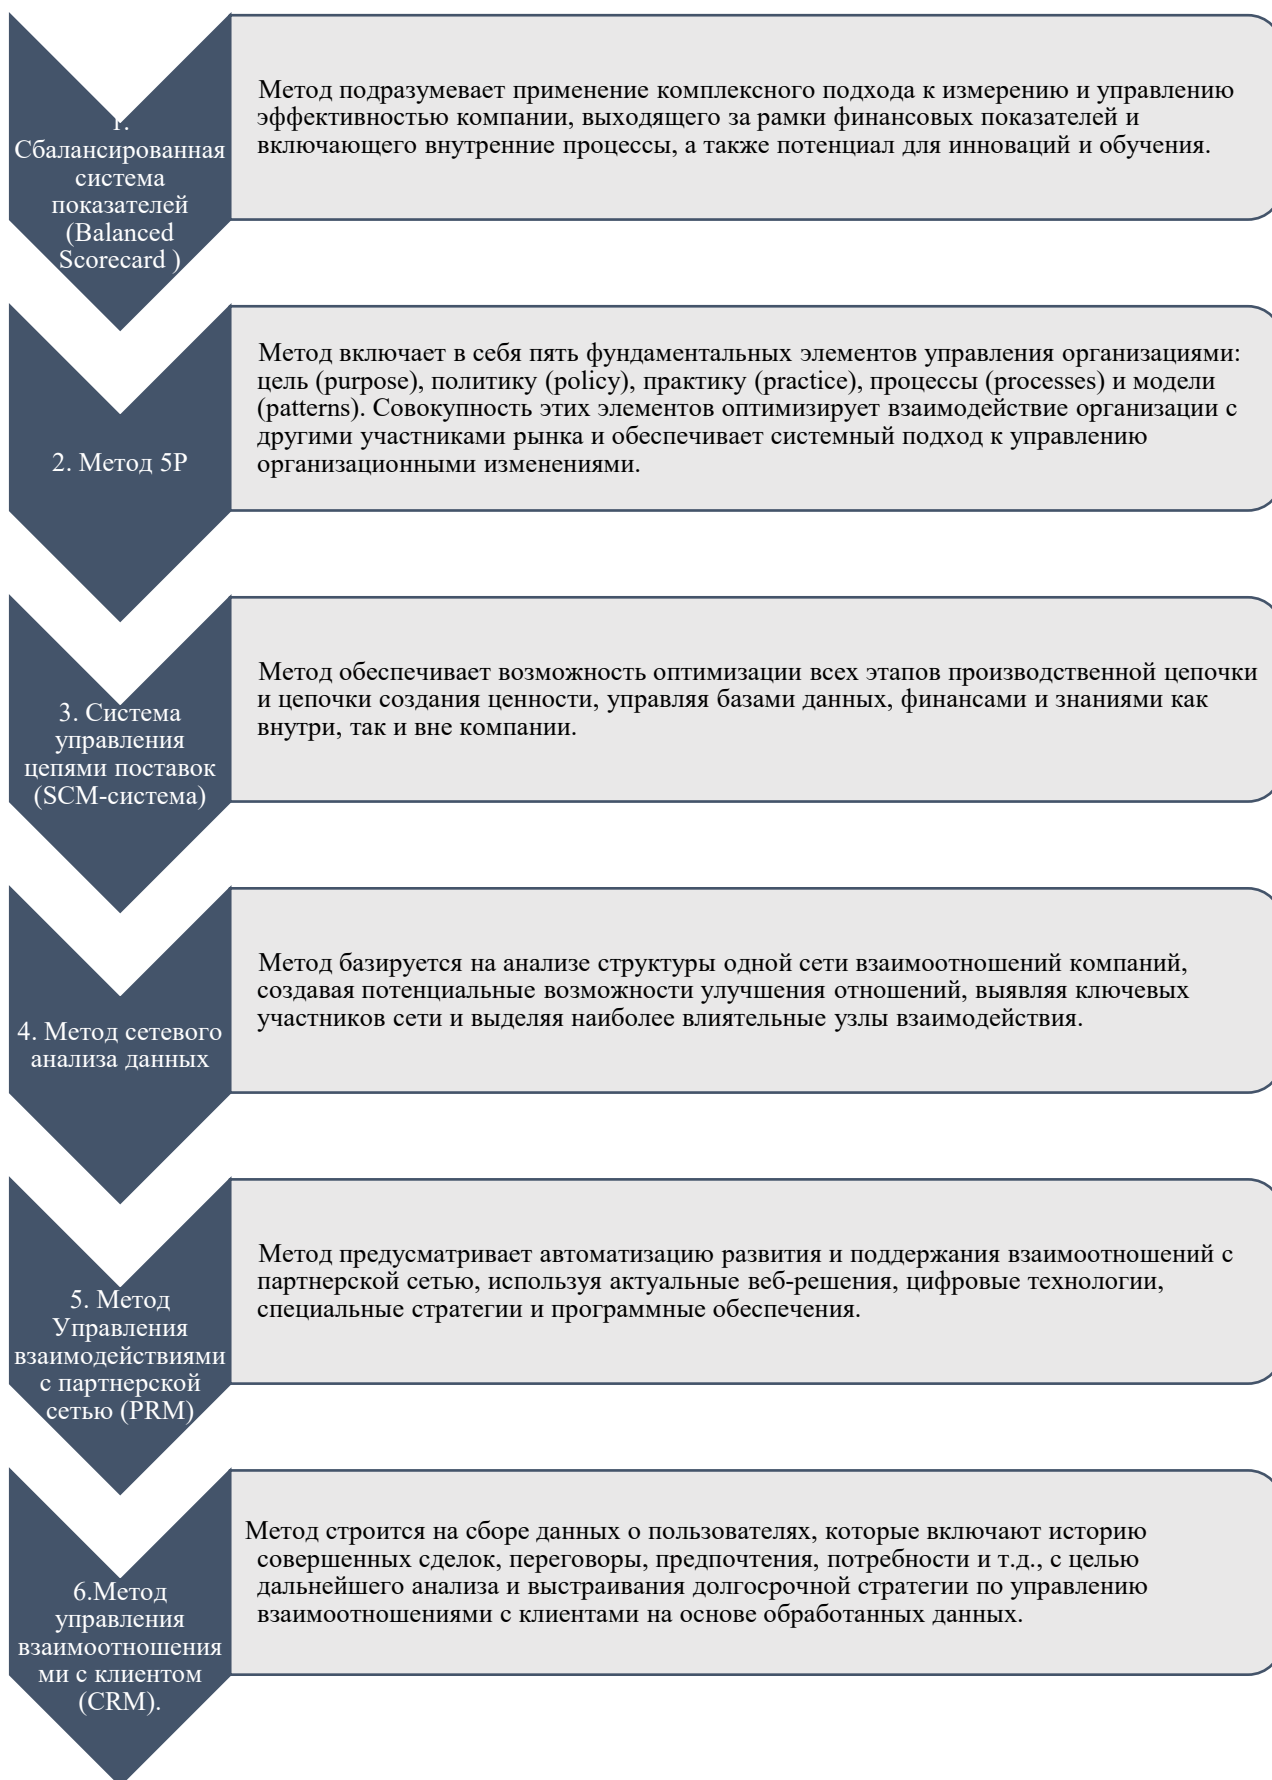 1.
Сбалансированная
система
показателей
(Balanced
Scorecard )
Метод подразумевает применение комплексного подхода к измерению и управлению
эффективностью компании, выходящего за рамки финансовых показателей и
включающего внутренние процессы, а также потенциал для инноваций и обучения.
2. Метод 5Р
Метод включает в себя пять фундаментальных элементов управления организациями:
цель (purpose), политику (policy), практику (practice), процессы (processes) и модели
(patterns). Совокупность этих элементов оптимизирует взаимодействие организации с
другими участниками рынка и обеспечивает системный подход к управлению
организационными изменениями.
3. Система
управления
цепями поставок
(SCM-система)
Метод обеспечивает возможность оптимизации всех этапов производственной цепочки
и цепочки создания ценности, управляя базами данных, финансами и знаниями как
внутри, так и вне компании.
4. Метод сетевого
анализа данных
Метод базируется на анализе структуры одной сети взаимоотношений компаний,
создавая потенциальные возможности улучшения отношений, выявляя ключевых
участников сети и выделяя наиболее влиятельные узлы взаимодействия.
5. Метод
Управления
взаимодействиями
с партнерской
сетью (PRM)
Метод предусматривает автоматизацию развития и поддержания взаимоотношений с
партнерской сетью, используя актуальные веб-решения, цифровые технологии,
специальные стратегии и программные обеспечения.
6.Метод
управления
взаимоотношения
ми с клиентом
(CRM).
Метод строится на сборе данных о пользователях, которые включают историю
совершенных сделок, переговоры, предпочтения, потребности и т.д., с целью
дальнейшего анализа и выстраивания долгосрочной стратегии по управлению
взаимоотношениями с клиентами на основе обработанных данных.